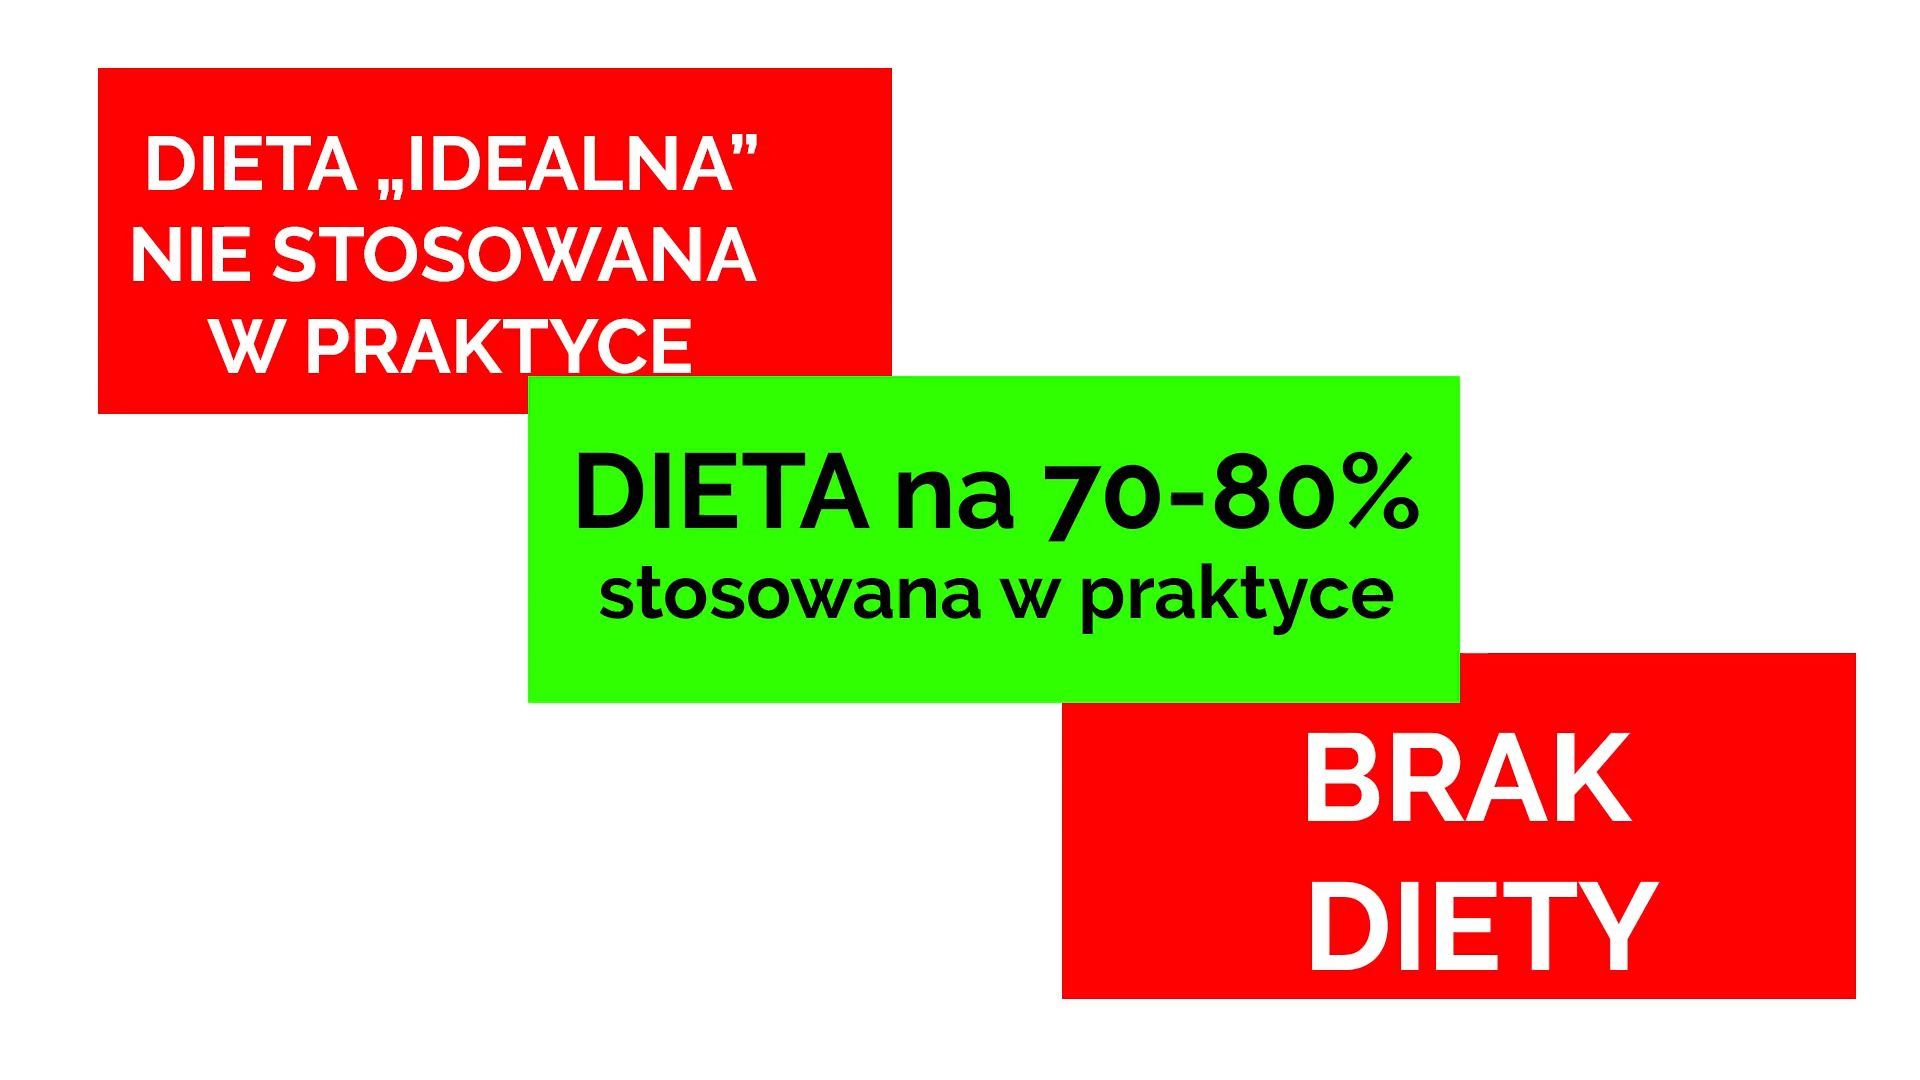 DIETA „IDEALNA”
NIE STOSOWANA
W PRAKTYCE
DIETA na 70-80%
stosowana w praktyce
BRAK
DIETY